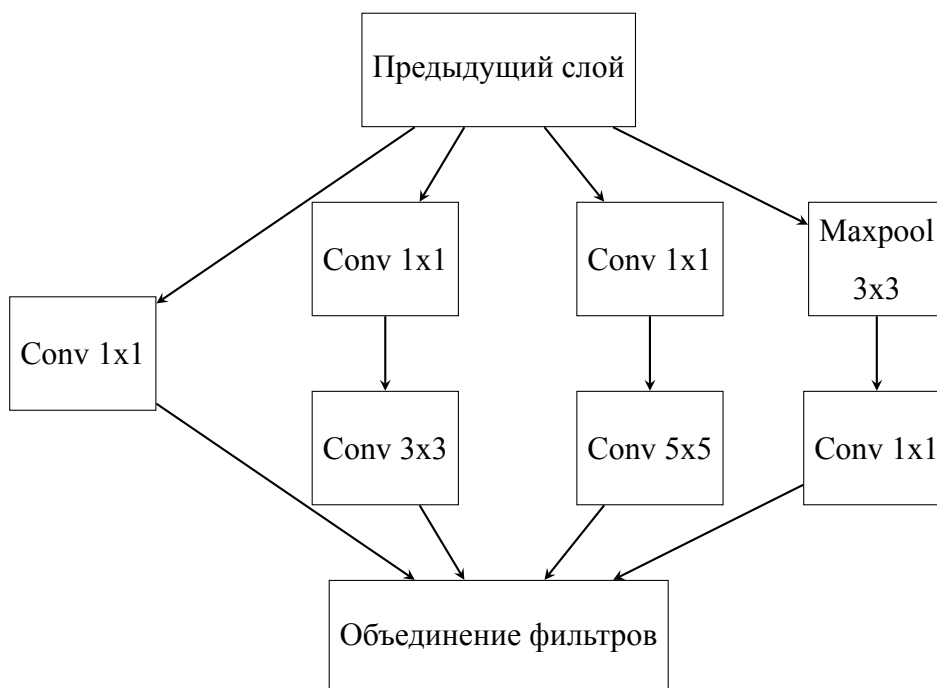 Предыдущий слой
Conv 1x1
Conv 1x1
Maxpool
3x3
Conv 1x1
Conv 3x3
Conv 5x5
Conv 1x1
Объединение фильтров